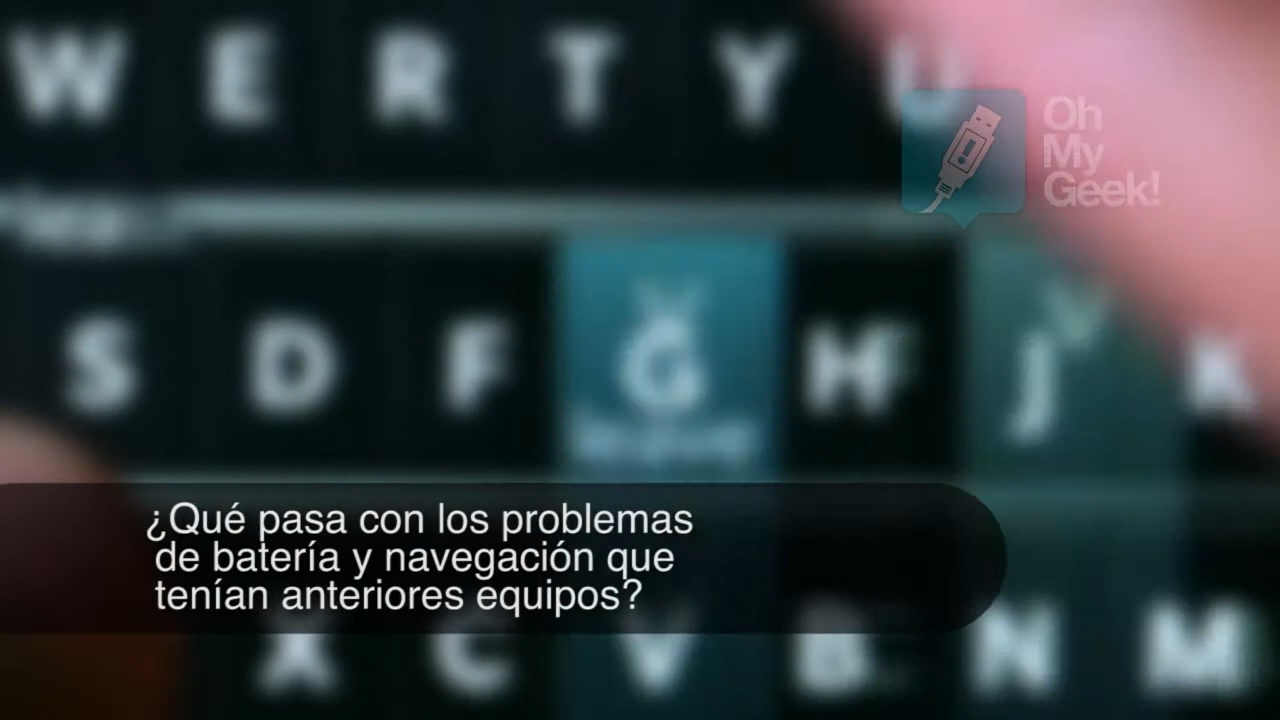 W E R T Y U
Oh
My
Geek!
S D F G H J K
¿Qué pasa con los problemas
de batería y navegación que
tenían anteriores equipos?
X C V B N M